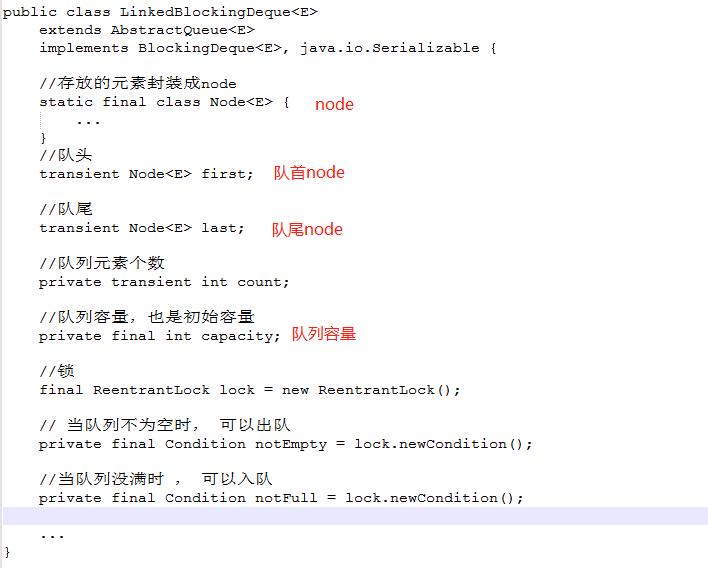 public class LinkedBlockingDeque<E>
extends AbstractQueue<E>
implements BlockingDeque<E>, java.io.Serializable {
//存放的元素封装成node
static final class Node<E> { node
...
}
//队头
transient Node<E> first; 队首node
//队尾
transient Node<E> last; 队尾node
//队列元素个数
private transient int count;
//队列容量，也是初始容量
private final int capacity; 队列容量
//锁
final ReentrantLock lock = new ReentrantLock();
// 当队列不为空时， 可以出队
private final Condition notEmpty = lock.newCondition();
//当队列没满时 ， 可以入队
private final Condition notFull = lock.newCondition();
...
}